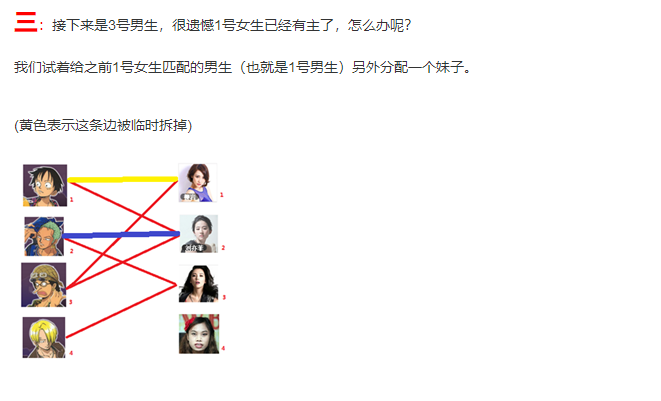 三：接下来是3号男生，很遗憾1号女生已经有主了，怎么办呢？
我们试着给之前1号女生匹配的男生（也就是1号男生）另外分配一个妹子。
(黄色表示这条边被临时拆掉)
1
1
2
2
3
3
4
4